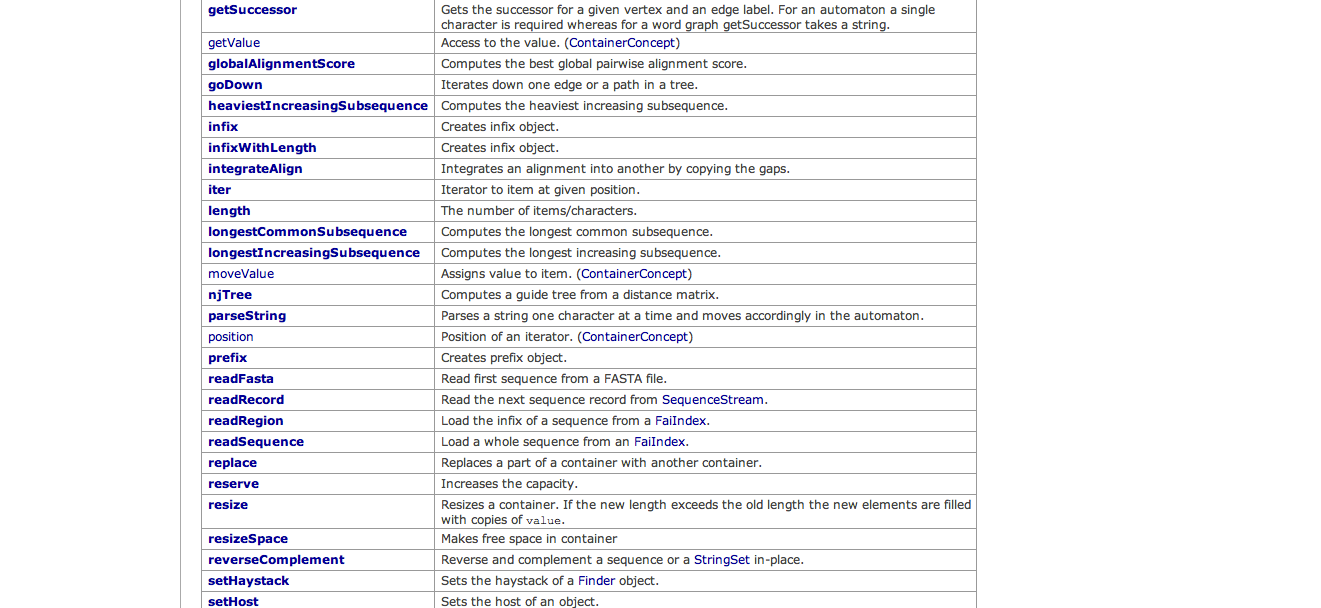 getSuccessor Gets the successor for a given vertex and an edge label. For an automaton a single
character is required whereas for a word graph getSuccessor takes a string.
getValue Access to the value. (ContainerConcept)
globalAlignmentScore Computes the best global pairwise alignment score.
goDown Iterates down one edge or a path in a tree.
heaviestIncreasingSubsequence Computes the heaviest increasing subsequence.
infix Creates infix object.
infixWithLength Creates infix object.
integrateAlign Integrates an alignment into another by copying the gaps.
iter Iterator to item at given position.
length The number of items/characters.
longestCommonSubsequence Computes the longest common subsequence.
longestIncreasingSubsequence Computes the longest increasing subsequence.
moveValue Assigns value to item. (ContainerConcept)
njTree Computes a guide tree from a distance matrix.
parseString Parses a string one character at a time and moves accordingly in the automaton.
position Position of an iterator. (ContainerConcept)
prefix Creates prefix object.
readFasta Read first sequence from a FASTA file.
readRecord Read the next sequence record from SequenceStream.
readRegion Load the infix of a sequence from a FaiIndex.
readSequence Load a whole sequence from an FaiIndex.
replace Replaces a part of a container with another container.
reserve Increases the capacity.
resize Resizes a container. If the new length exceeds the old length the new elements are filled
with copies of value.
resizeSpace Makes free space in container
reverseComplement Reverse and complement a sequence or a StringSet in-place.
setHaystack Sets the haystack of a Finder object.
setHost Sets the host of an object.